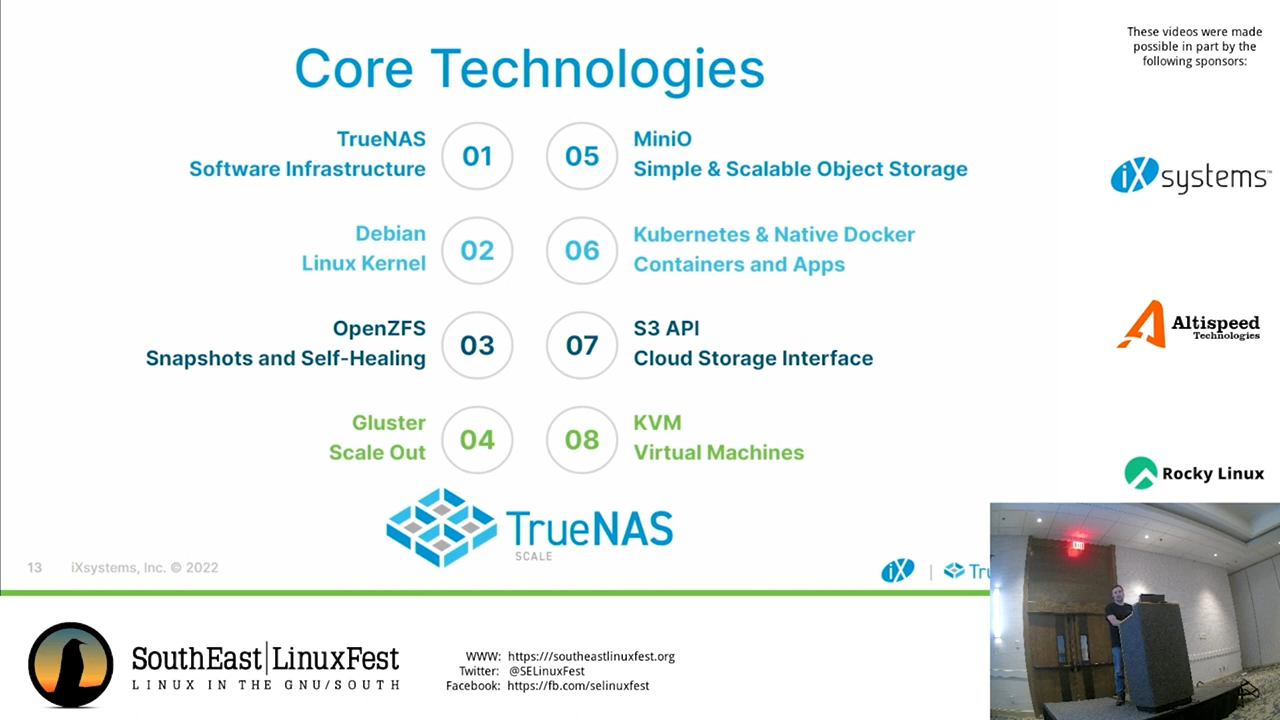 Core Technologies
TrueNAS
Software Infrastructure
01
Debian
Linux Kernel
02
OpenZFS
Snapshots and Self-Healing
03
Gluster
Scale Out
04
05
MiniO
Simple & Scalable Object Storage
06
Kubernetes & Native Docker
Containers and Apps
07
S3 API
Cloud Storage Interface
08
KVM
Virtual Machines
TrueNAS
SCALE
13 iXsystems, Inc. © 2022
iX | Tru
These videos were made
possible in part by the
following sponsors:
iXsystems™
Altispeed
Technologies
Rocky Linux
EXIT
SouthEast|LinuxFest
LINUX IN THE GNU/SOUTH
WWW: https://southeastlinuxfest.org
Twitter: @SELinuxFest
Facebook: https://fb.com/selinuxfest